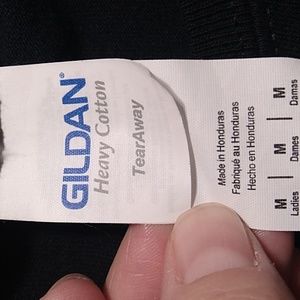 GILDAN®
Heavy Cotton
TearAway
Made in Honduras
Fabriqué au Honduras
Hecho en Honduras
M M M
Ladies Dames Damas